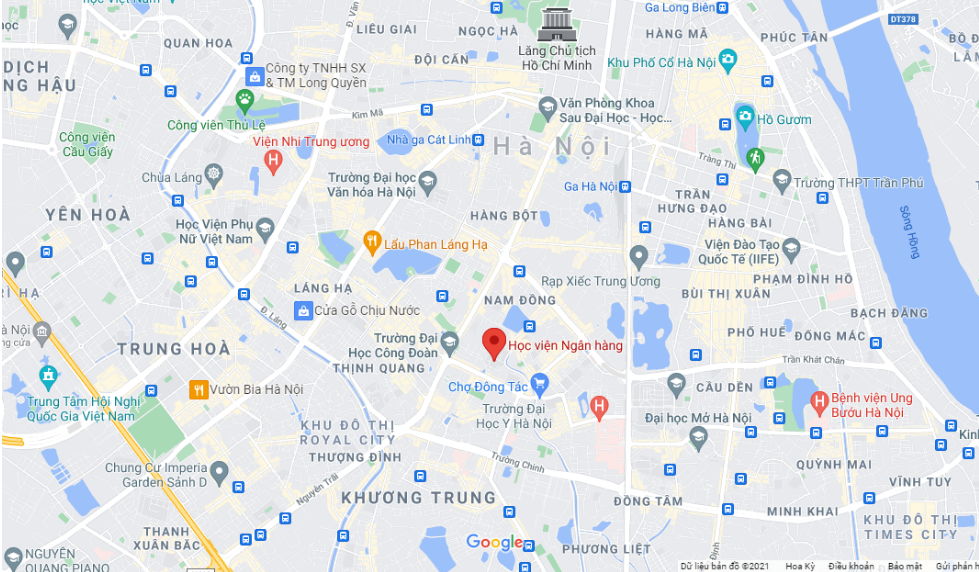 Ga Long Biên
DT378
LIỄU GIAI
NGỌC HÀ
HÀNG MÃ
PHÚC TÂN
QUAN HOA
ĐỘI CẤN
Lăng Chủ tịch
Hồ Chí Minh
Khu Phố Cổ Hà Nội
DỊCH
Công ty TNHH SX
& TM Long Quyền
Công viên Thủ Lệ
Kim Mã
Văn Phòng Khoa
Sau Đại Học - Học...
Hồ Gươm
Công viên
Cầu Giấy
Viện Nhi Trung ương
Nhà ga Cát Linh
Hà Nội
Tràng Thi
Chùa Láng
Trường Đại học
Văn hóa Hà Nội
Ga Hà Nội
Trường THPT Trần Phú
TRẦN
HƯNG ĐẠO
YÊN HOÀ
Học Viện Phụ
Nữ Việt Nam
HÀNG BỘT
HÀNG BÀI
Sông Hồng
Lẩu Phan Láng Hạ
Viện Đào Tạo
Quốc Tế (IIFE)
Rạp Xiếc Trung Ương
PHẠM ĐÌNH HỔ
LÁNG HẠ
BÙI THỊ XUÂN
NAM ĐỒNG
Cửa Gỗ Chịu Nước
Đ. Láng
BẠCH ĐẰNG
PHỐ HUẾ
ĐỐNG MÁC
TRUNG HOÀ
Trường Đại
Học Công Đoàn
Học viện Ngân hàng
THỊNH QUANG
Trần Khát Chân
Trung Tâm Hội Nghị
Quốc Gia Việt Nam
Vườn Bia Hà Nội
Chợ Đông Tác
CẦU DỀN
Bệnh viện Ung
Bướu Hà Nội
Trường Đại
Học Y Hà Nội
Đại học Mở Hà Nội
KHU ĐÔ THỊ
ROYAL CITY
THƯỢNG ĐÌNH
Trường Chinh
Chung Cư Imperia
Garden Sảnh D
Nguyễn Trãi
QUỲNH MAI
VĨNH TUY
KHƯƠNG TRUNG
ĐỒNG TÂM
MINH KHAI
KHU ĐÔ THỊ
TIMES CITY
THANH
XUÂN BẮC
Google
PHƯƠNG LIỆT
NGUYÊN
QUANG PIANO
Dữ liệu bản đồ ©2021 Hoa Kỳ Điều khoản Bảo mật Gửi phản